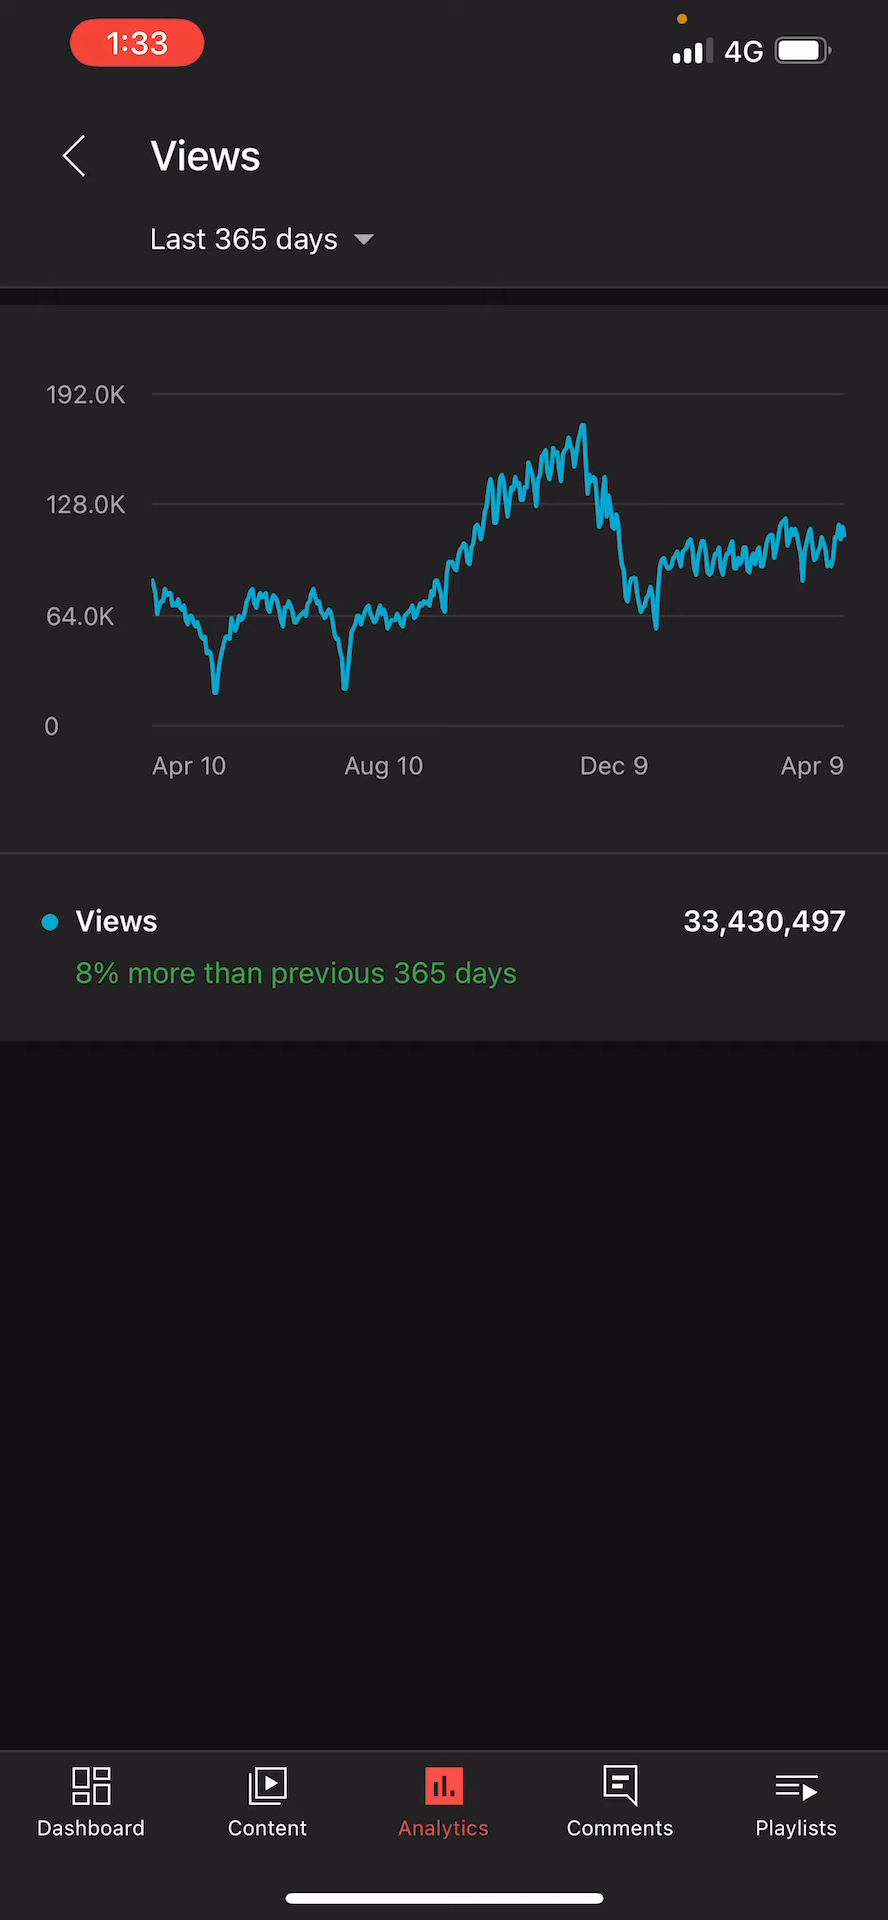 1:33
4G
Views
Last 365 days
192.0K
128.0K
64.0K
0
Apr 10
Aug 10
Dec 9
Apr 9
Views
33,430,497
8% more than previous 365 days
Dashboard
Content
Analytics
Comments
Playlists